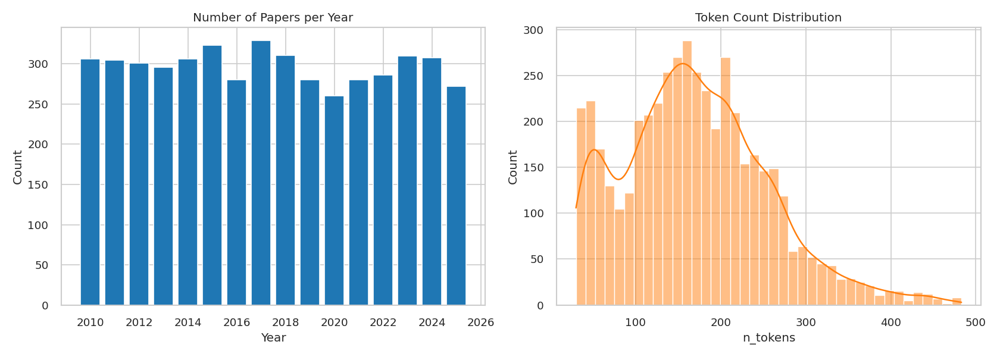 Number of Papers per Year
Count
300
250
200
150
100
50
0
2010 2012 2014 2016 2018 2020 2022 2024 2026
Year
Token Count Distribution
Count
300
250
200
150
100
50
0
100 200 300 400 500
n_tokens